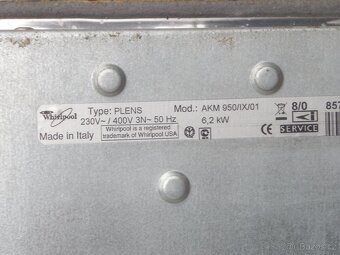 Whirlpool
Type: PLENS Mod.: AKM 950/IX/01
230V~ / 400V 3N~ 50 Hz 6,2 kW
Made in Italy
Whirlpool is a registered
trademark of Whirlpool USA
8/0 857
SERVICE